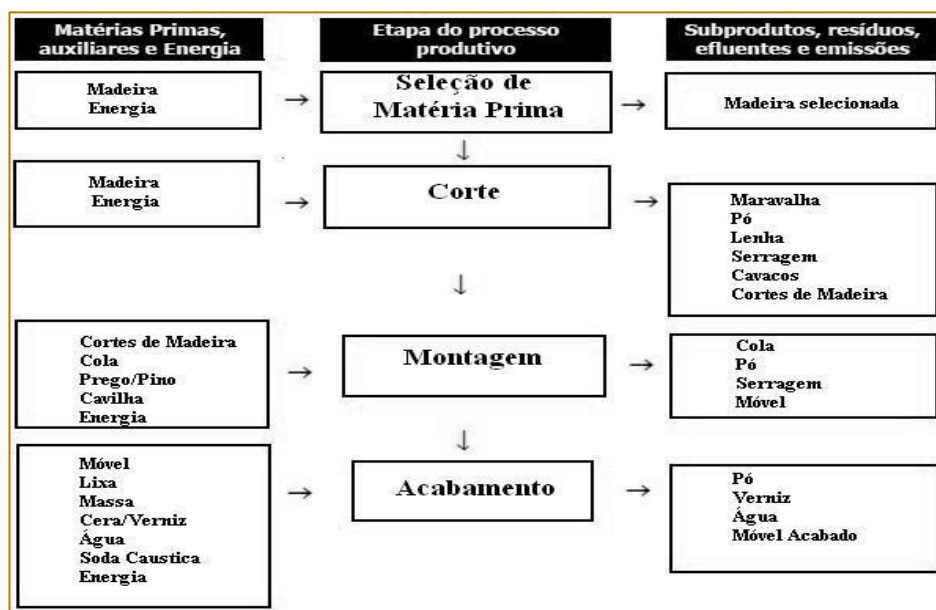 Matérias Primas,
auxiliares e Energia
Etapa do processo
produtivo
Subprodutos, resíduos,
efluentes e emissões
Madeira
Energia
→
Seleção de
Matéria Prima
→
Madeira selecionada
↓
Madeira
Energia
→
Corte
→
Maravalha
Pó
Lenha
Serragem
Cavacos
Cortes de Madeira
↓
Cortes de Madeira
Cola
Prego/Pino
Cavilha
Energia
→
Montagem
→
Cola
Pó
Serragem
Móvel
↓
Móvel
Lixa
Massa
Cera/Verniz
Água
Soda Caustica
Energia
→
Acabamento
→
Pó
Verniz
Água
Móvel Acabado